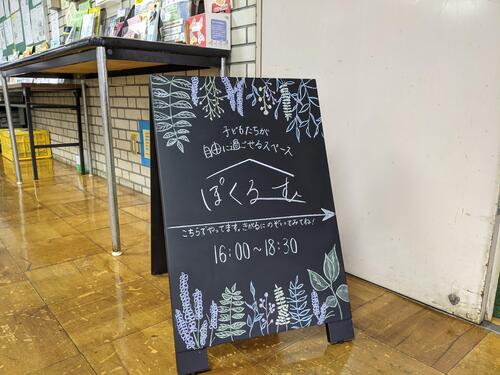 子どもたちが
自由に過ごせるスペース
ぽくるーむ
こちらでやってます。きがるにのぞいてみてね！
16:00～18:30